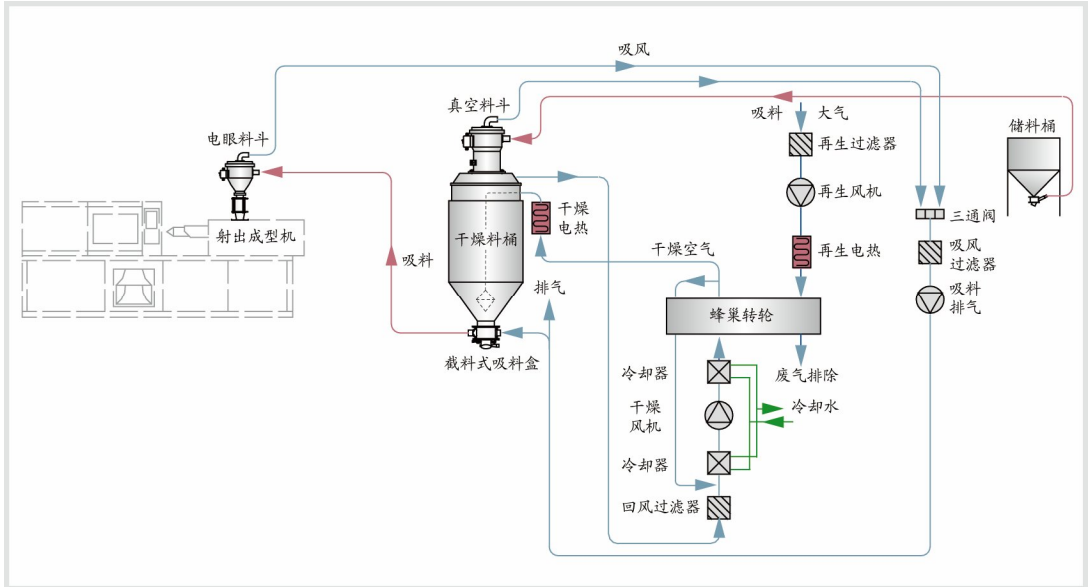 吸风
真空料斗
电眼料斗
吸料
大气
储料桶
再生过滤器
再生风机
三通阀
射出成型机
干燥料桶
干燥
电热
干燥空气
再生电热
吸风
过滤器
吸料
排气
吸料
排气
蜂巢转轮
截料式吸料盒
冷却器
废气排除
干燥
风机
冷却水
冷却器
回风过滤器